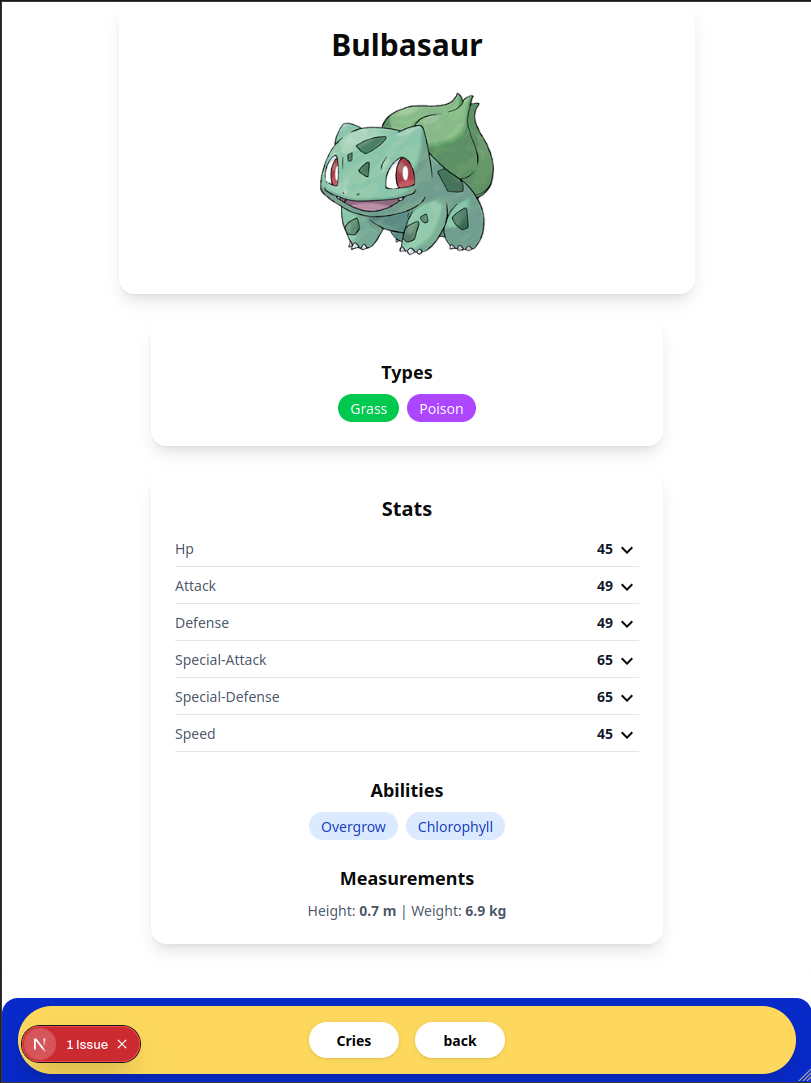 Bulbasaur
Types
Grass Poison
Stats
Hp 45
Attack 49
Defense 49
Special-Attack 65
Special-Defense 65
Speed 45
Abilities
Overgrow Chlorophyll
Measurements
Height: 0.7 m | Weight: 6.9 kg
N 1 Issue Cries back